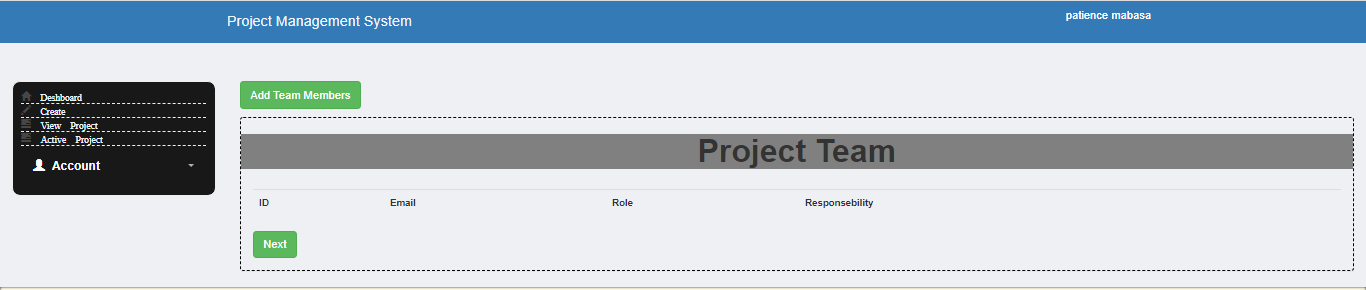 Project Management System
patience mabasa
Deshboard
Create
View Project
Active Project
Account
Add Team Members
Project Team
ID Email Role Responsebility
Next